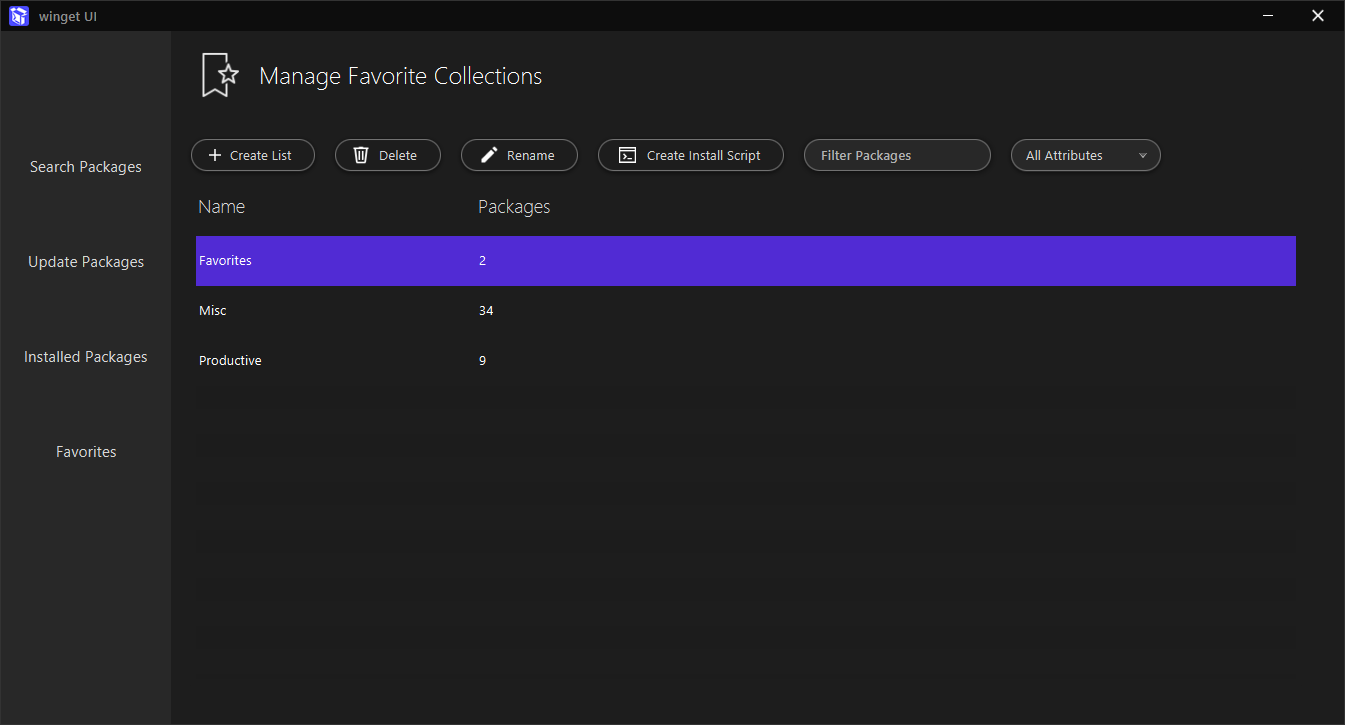 winget UI
Manage Favorite Collections
Search Packages
Update Packages
Installed Packages
Favorites
Create List Delete Rename Create Install Script Filter Packages All Attributes
Name Packages
Favorites 2
Misc 34
Productive 9